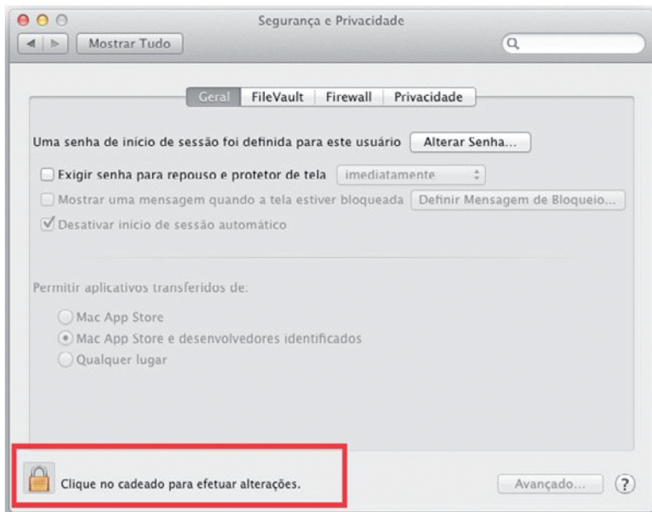 Segurança e Privacidade
Mostrar Tudo
Geral FileVault Firewall Privacidade
Uma senha de início de sessão foi definida para este usuário Alterar Senha...
Exigir senha para repouso e protetor de tela imediatamente
Mostrar uma mensagem quando a tela estiver bloqueada Definir Mensagem de Bloqueio...
Desativar início de sessão automático
Permitir aplicativos transferidos de:
Mac App Store
Mac App Store e desenvolvedores identificados
Qualquer lugar
Clique no cadeado para efetuar alterações. Avançado... ?